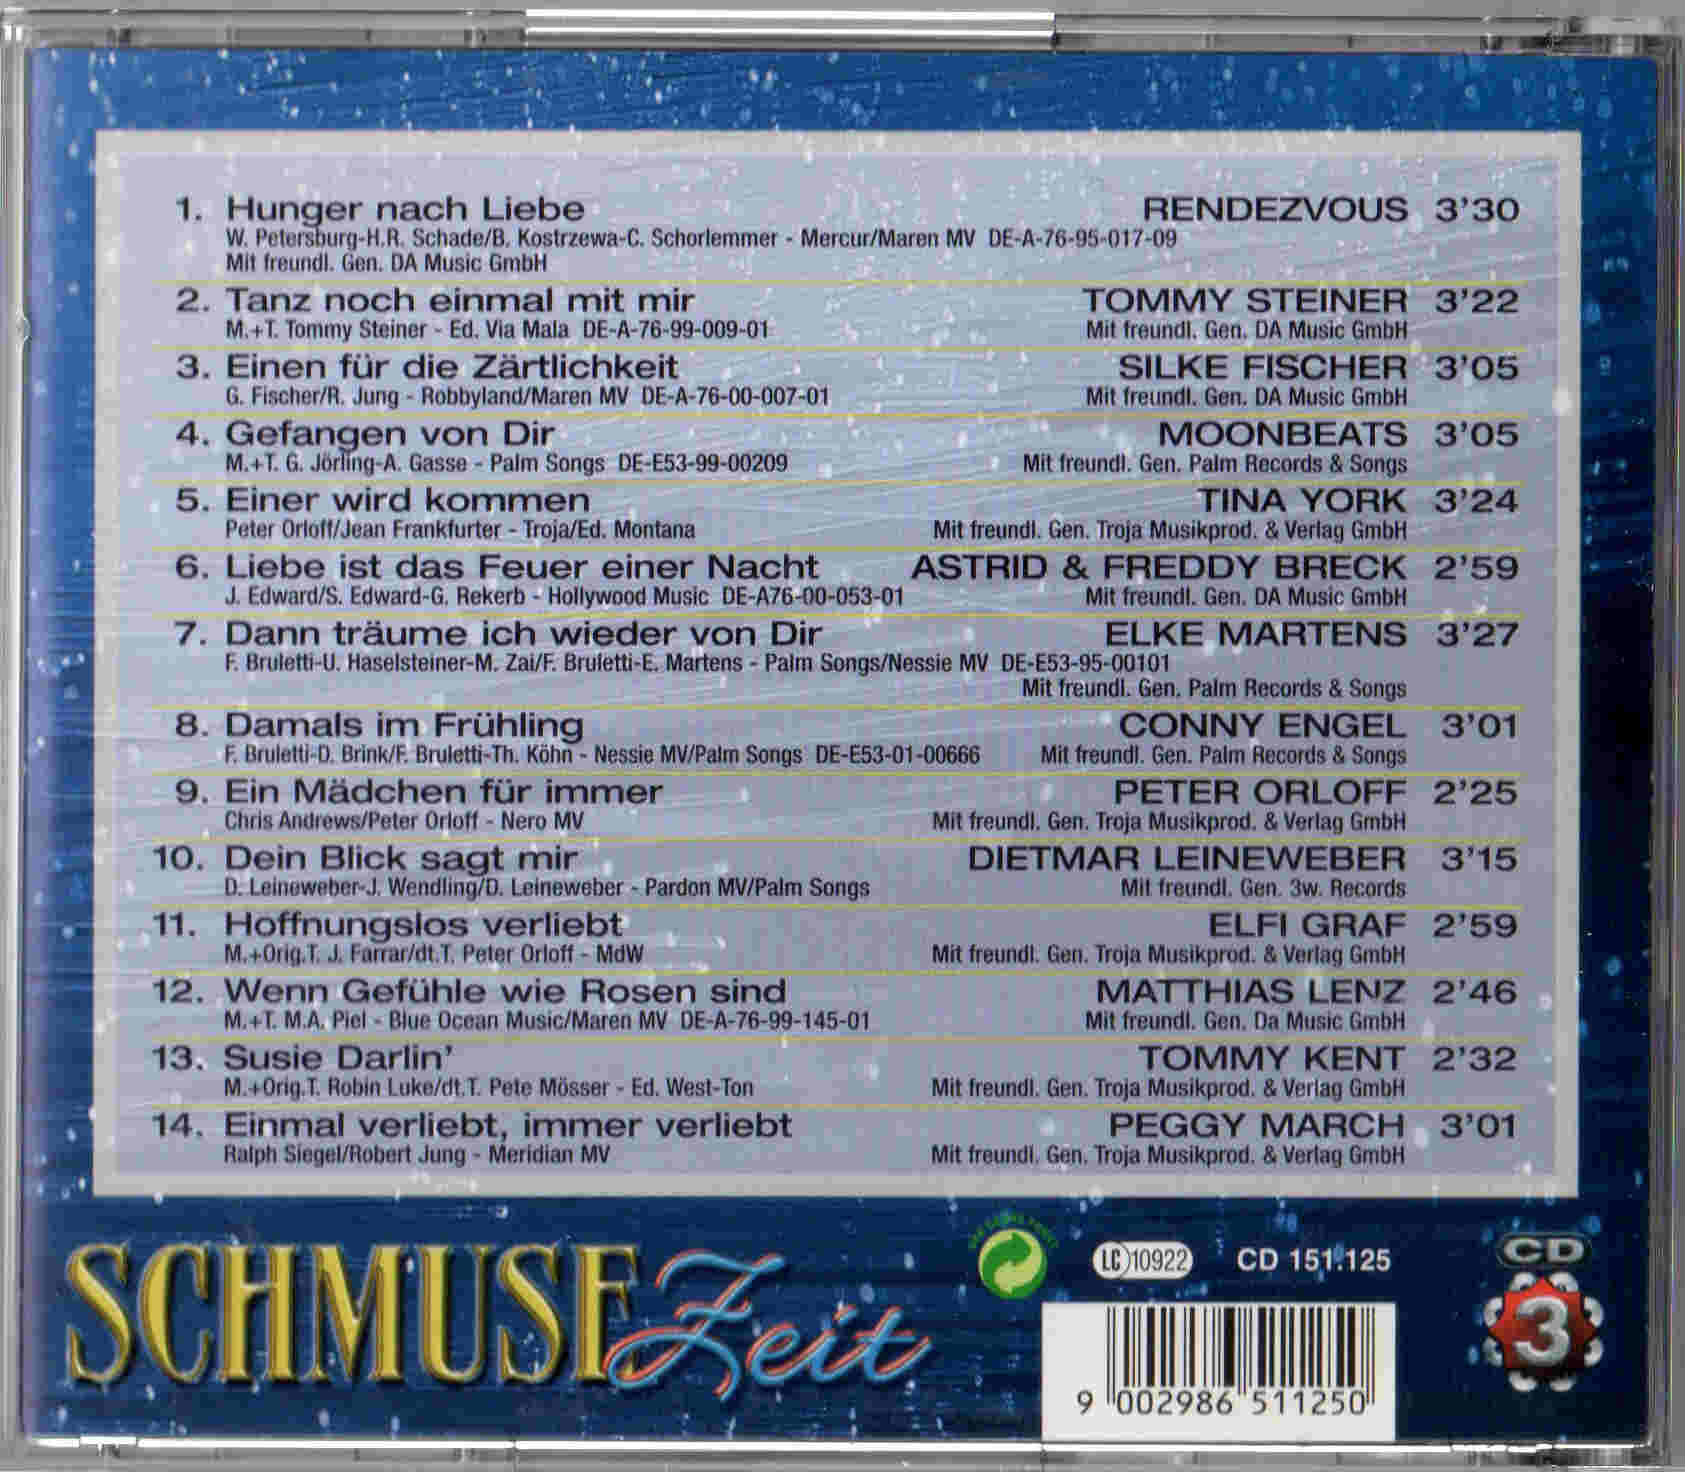 1. Hunger nach Liebe RENDEZVOUS 3'30
W. Petersburg-H.R. Schade/B. Kostrzewa-C. Schorlemmer - Mercur/Maren MV DE-A-76-95-017-09
Mit freundl. Gen. DA Music GmbH
2. Tanz noch einmal mit mir TOMMY STEINER 3'22
M.+T. Tommy Steiner - Ed. Via Mala DE-A-76-99-009-01 Mit freundl. Gen. DA Music GmbH
3. Einen für die Zärtlichkeit SILKE FISCHER 3'05
G. Fischer/R. Jung - Robbyland/Maren MV DE-A-76-00-007-01 Mit freundl. Gen. DA Music GmbH
4. Gefangen von Dir MOONBEATS 3'05
M.+T. G. Jörling-A. Gasse - Palm Songs DE-E53-99-00209 Mit freundl. Gen. Palm Records & Songs
5. Einer wird kommen TINA YORK 3'24
Peter Orloff/Jean Frankfurter - Troja/Ed. Montana Mit freundl. Gen. Troja Musikprod. & Verlag GmbH
6. Liebe ist das Feuer einer Nacht ASTRID & FREDDY BRECK 2'59
J. Edward/S. Edward-G. Rekerb - Hollywood Music DE-A76-00-053-01 Mit freundl. Gen. DA Music GmbH
7. Dann träume ich wieder von Dir ELKE MARTENS 3'27
F. Bruletti-U. Haselsteiner-M. Zai/F. Bruletti-E. Martens - Palm Songs/Nessie MV DE-E53-95-00101
Mit freundl. Gen. Palm Records & Songs
8. Damals im Frühling CONNY ENGEL 3'01
F. Bruletti-D. Brink/F. Bruletti-Th. Köhn - Nessie MV/Palm Songs DE-E53-01-00666 Mit freundl. Gen. Palm Records & Songs
9. Ein Mädchen für immer PETER ORLOFF 2'25
Chris Andrews/Peter Orloff - Nero MV Mit freundl. Gen. Troja Musikprod. & Verlag GmbH
10. Dein Blick sagt mir DIETMAR LEINEWEBER 3'15
D. Leineweber-J. Wendling/D. Leineweber - Pardon MV/Palm Songs Mit freundl. Gen. 3w. Records
11. Hoffnungslos verliebt ELFI GRAF 2'59
M.+Orig.T. J. Farrar/dt.T. Peter Orloff - MdW Mit freundl. Gen. Troja Musikprod. & Verlag GmbH
12. Wenn Gefühle wie Rosen sind MATTHIAS LENZ 2'46
M.+T. M.A. Piel - Blue Ocean Music/Maren MV DE-A-76-99-145-01 Mit freundl. Gen. Da Music GmbH
13. Susie Darlin' TOMMY KENT 2'32
M.+Orig.T. Robin Luke/dt.T. Pete Mösser - Ed. West-Ton Mit freundl. Gen. Troja Musikprod. & Verlag GmbH
14. Einmal verliebt, immer verliebt PEGGY MARCH 3'01
Ralph Siegel/Robert Jung - Meridian MV Mit freundl. Gen. Troja Musikprod. & Verlag GmbH
SCHMUSE Zeit
LC 10922 CD 151.125
CD
3
9 002986 511250